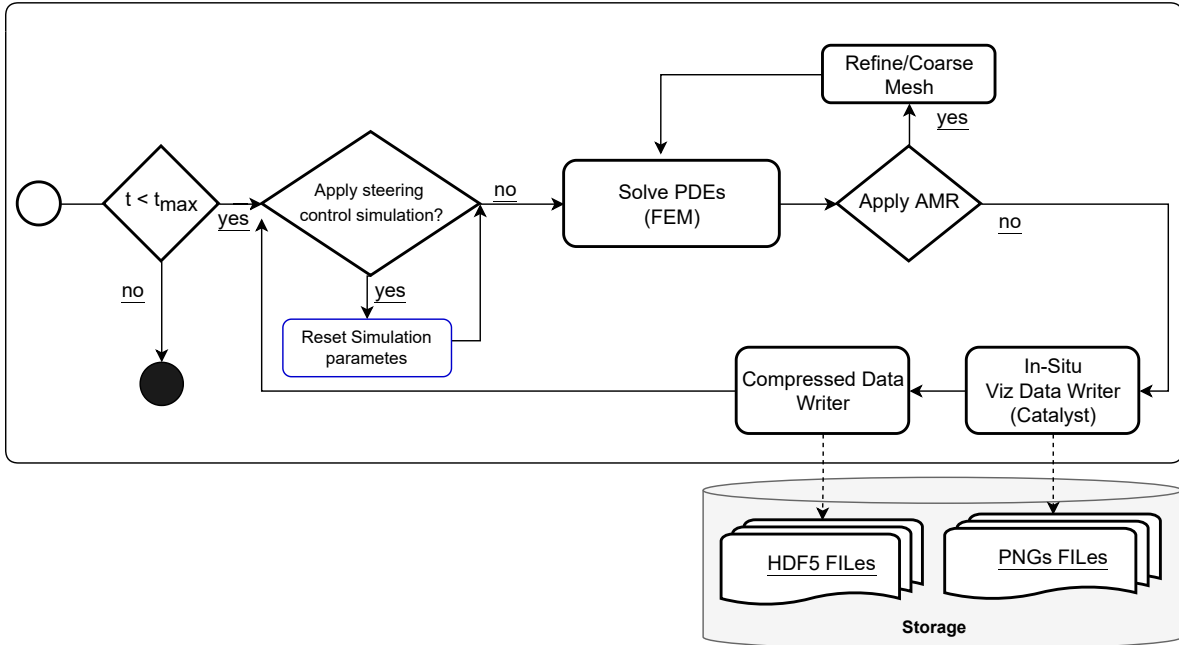 Refine/Coarse
Mesh
yes
t < tmax
yes
no
Apply steering
control simulation?
no
yes
Reset Simulation
parametes
Solve PDEs
(FEM)
Apply AMR
no
Compressed Data
Writer
In-Situ
Viz Data Writer
(Catalyst)
HDF5 FILes
PNGs FILes
Storage